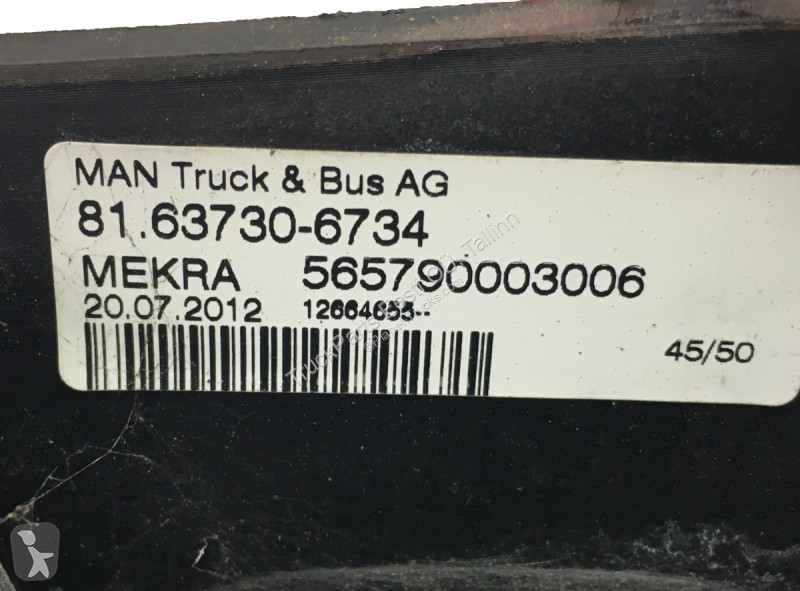 MAN Truck & Bus AG
81.63730-6734
MEKRA 565790003006
20.07.2012
45/50